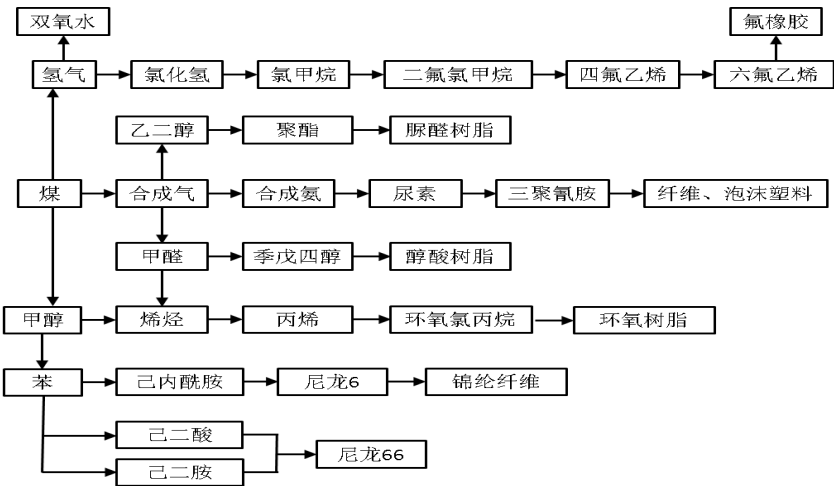 双氧水
氟橡胶
氢气
氯化氢
氯甲烷
二氟氯甲烷
四氟乙烯
六氟乙烯
乙二醇
聚酯
脲醛树脂
煤
合成气
合成氨
尿素
三聚氰胺
纤维、泡沫塑料
甲醛
季戊四醇
醇酸树脂
甲醇
烯烃
丙烯
环氧氯丙烷
环氧树脂
苯
己内酰胺
尼龙6
锦纶纤维
己二酸
尼龙66
己二胺